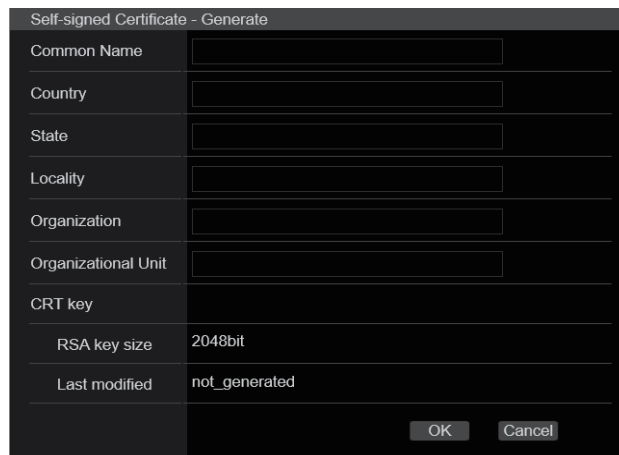 Self-signed Certificate - Generate
Common Name
Country
State
Locality
Organization
Organizational Unit
CRT key
RSA key size 2048bit
Last modified not_generated
OK Cancel